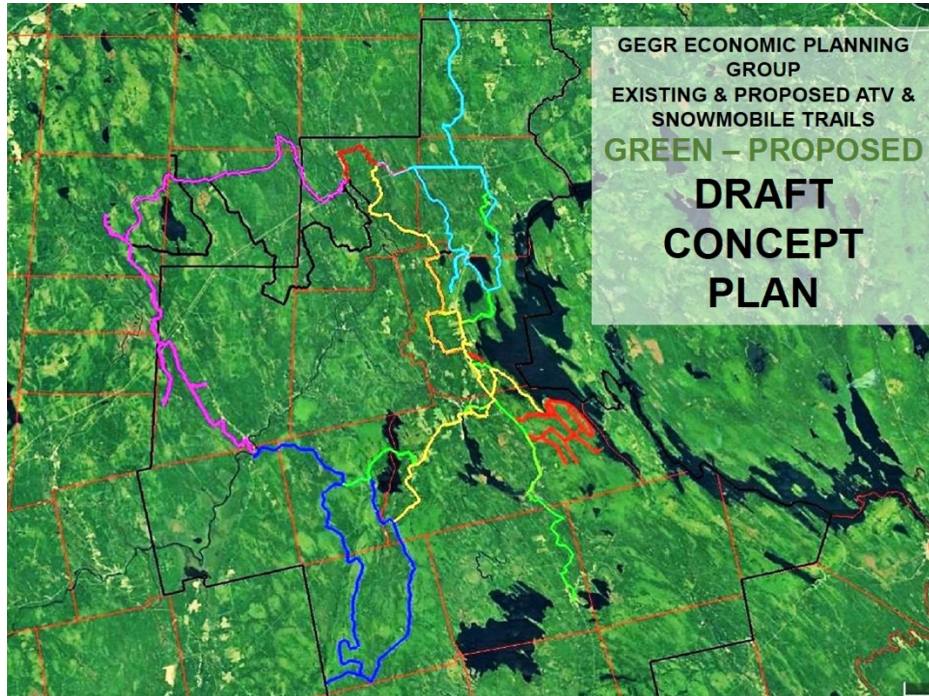 GEGR ECONOMIC PLANNING
GROUP
EXISTING & PROPOSED ATV &
SNOWMOBILE TRAILS
GREEN – PROPOSED
DRAFT
CONCEPT
PLAN